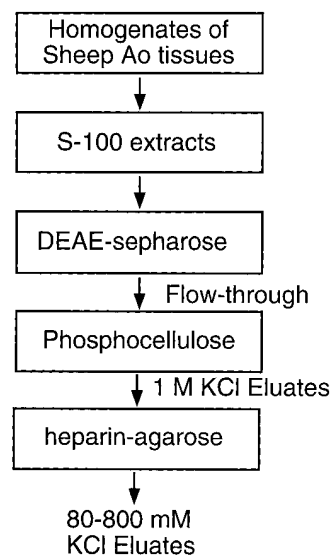 Homogenates of
Sheep Ao tissues
S-100 extracts
DEAE-sepharose
Flow-through
Phosphocellulose
1 M KCl Eluates
heparin-agarose
80-800 mM
KCl Eluates